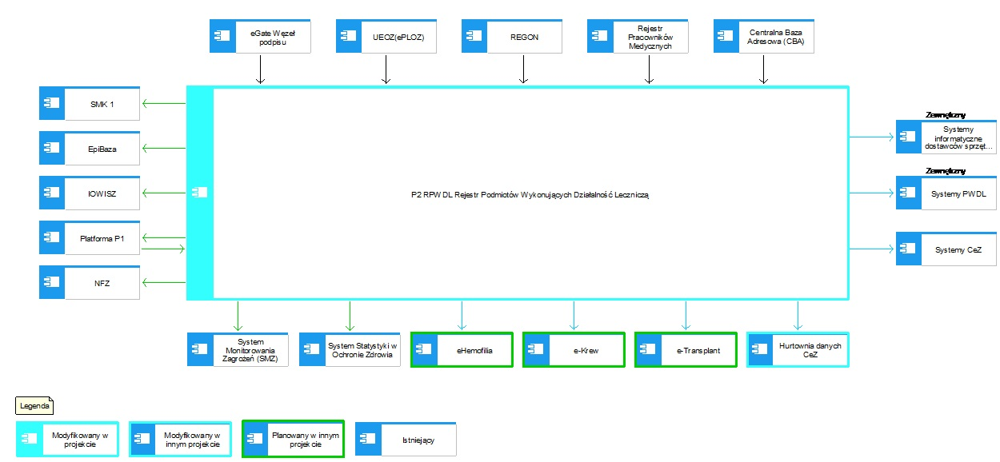 eGate Węzeł
podpisu
UEOZ(ePLOZ)
REGON
Rejestr
Pracowników
Medycznych
Centralna Baza
Adresowa (CBA)
SMK 1
EpiBaza
IOWISZ
Platforma P1
NFZ
P2 RPWDL Rejestr Podmiotów Wykonujących Działalność Leczniczą
Zewnętrzny
Systemy
informatyczne
dostawców sprzęt...
Zewnętrzny
Systemy PWDL
Systemy CeZ
System
Monitorowania
Zagrożeń (SMZ)
System Statystyki w
Ochronie Zdrowia
eHemofilia
e-Krew
e-Transplant
Hurtownia danych
CeZ
Legenda
Modyfikowany w
projekcie
Modyfikowany w
innym projekcie
Planowany w innym
projekcie
Istniejący